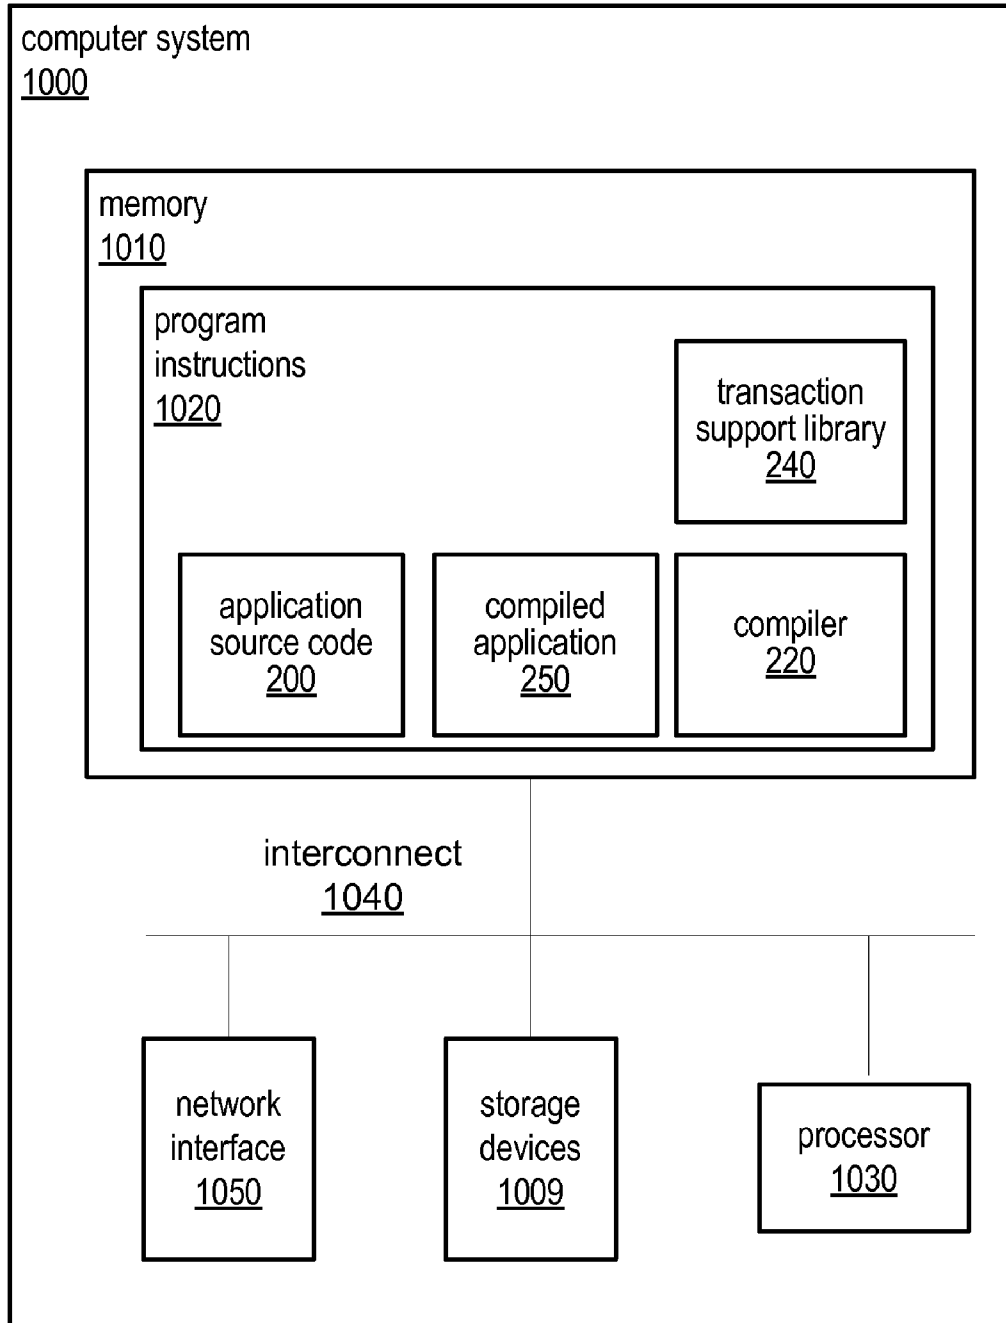 computer system
1000
memory
1010
program
instructions
1020
transaction
support library
240
application
source code
200
compiled
application
250
compiler
220
interconnect
1040
network
interface
1050
storage
devices
1009
processor
1030